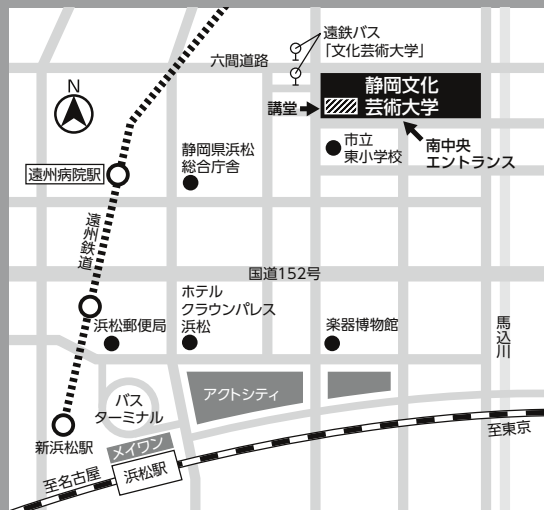 遠鉄バス
「文化芸術大学」
六間道路
N
静岡文化
芸術大学
講堂
静岡県浜松
総合庁舎
市立
東小学校
南中央
エントランス
遠州病院駅
遠州鉄道
国道152号
ホテル
クラウンパレス
浜松
浜松郵便局
楽器博物館
馬込川
アクトシティ
バス
ターミナル
新浜松駅
メイワン
至東京
浜松駅
至名古屋